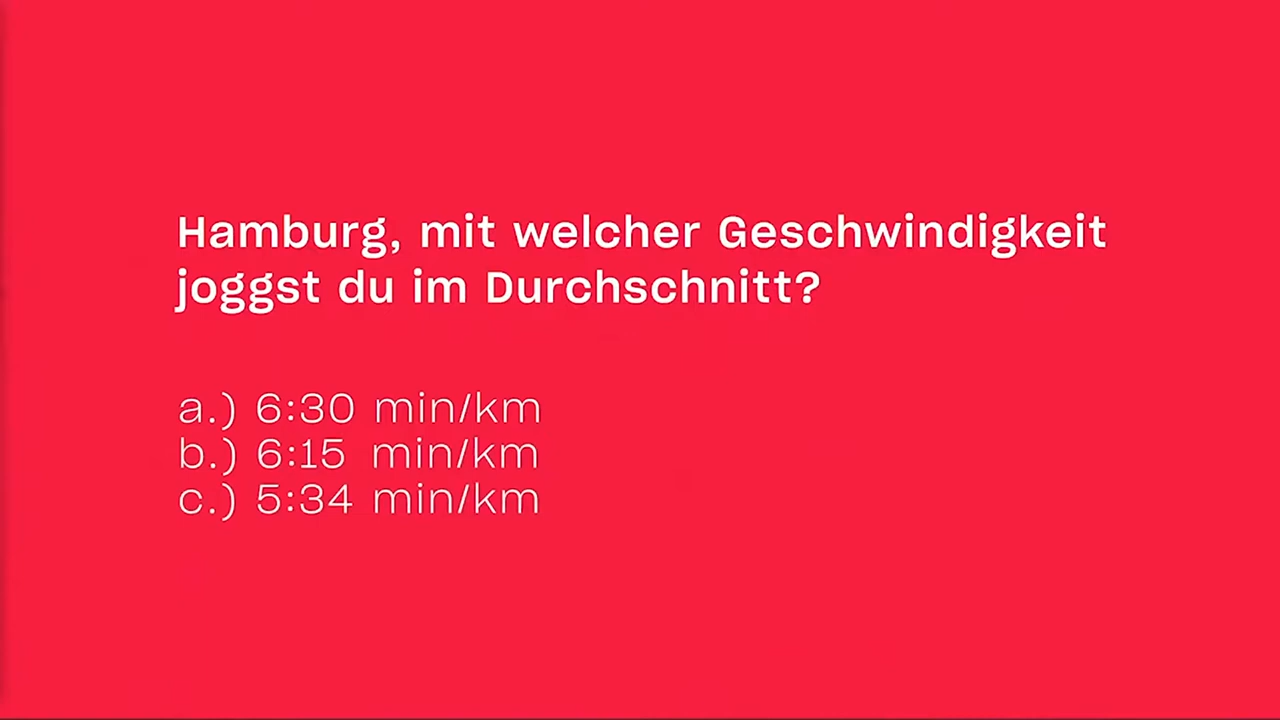 Hamburg, mit welcher Geschwindigkeit
joggst du im Durchschnitt?
a.) 6:30 min/km
b.) 6:15 min/km
c.) 5:34 min/km